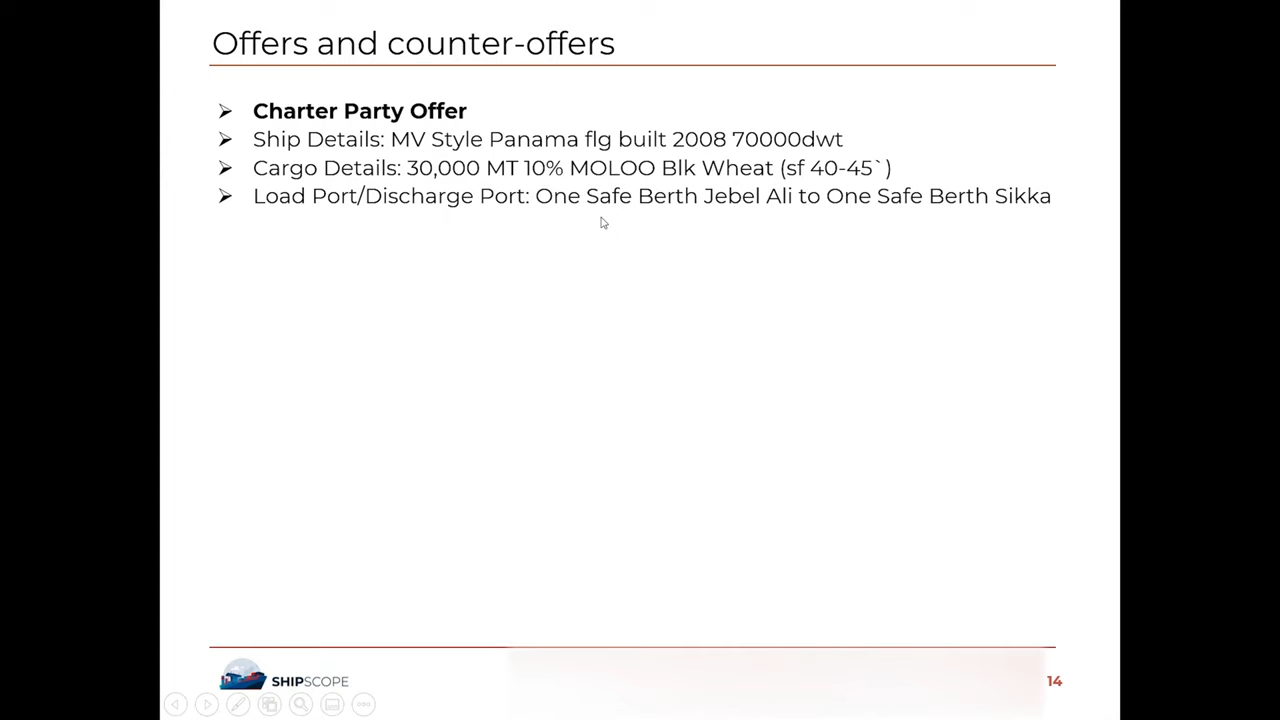 Offers and counter-offers
➢ Charter Party Offer
➢ Ship Details: MV Style Panama flg built 2008 70000dwt
➢ Cargo Details: 30,000 MT 10% MOLOO Blk Wheat (sf 40-45`)
➢ Load Port/Discharge Port: One Safe Berth Jebel Ali to One Safe Berth Sikka
SHIPSCOPE
14